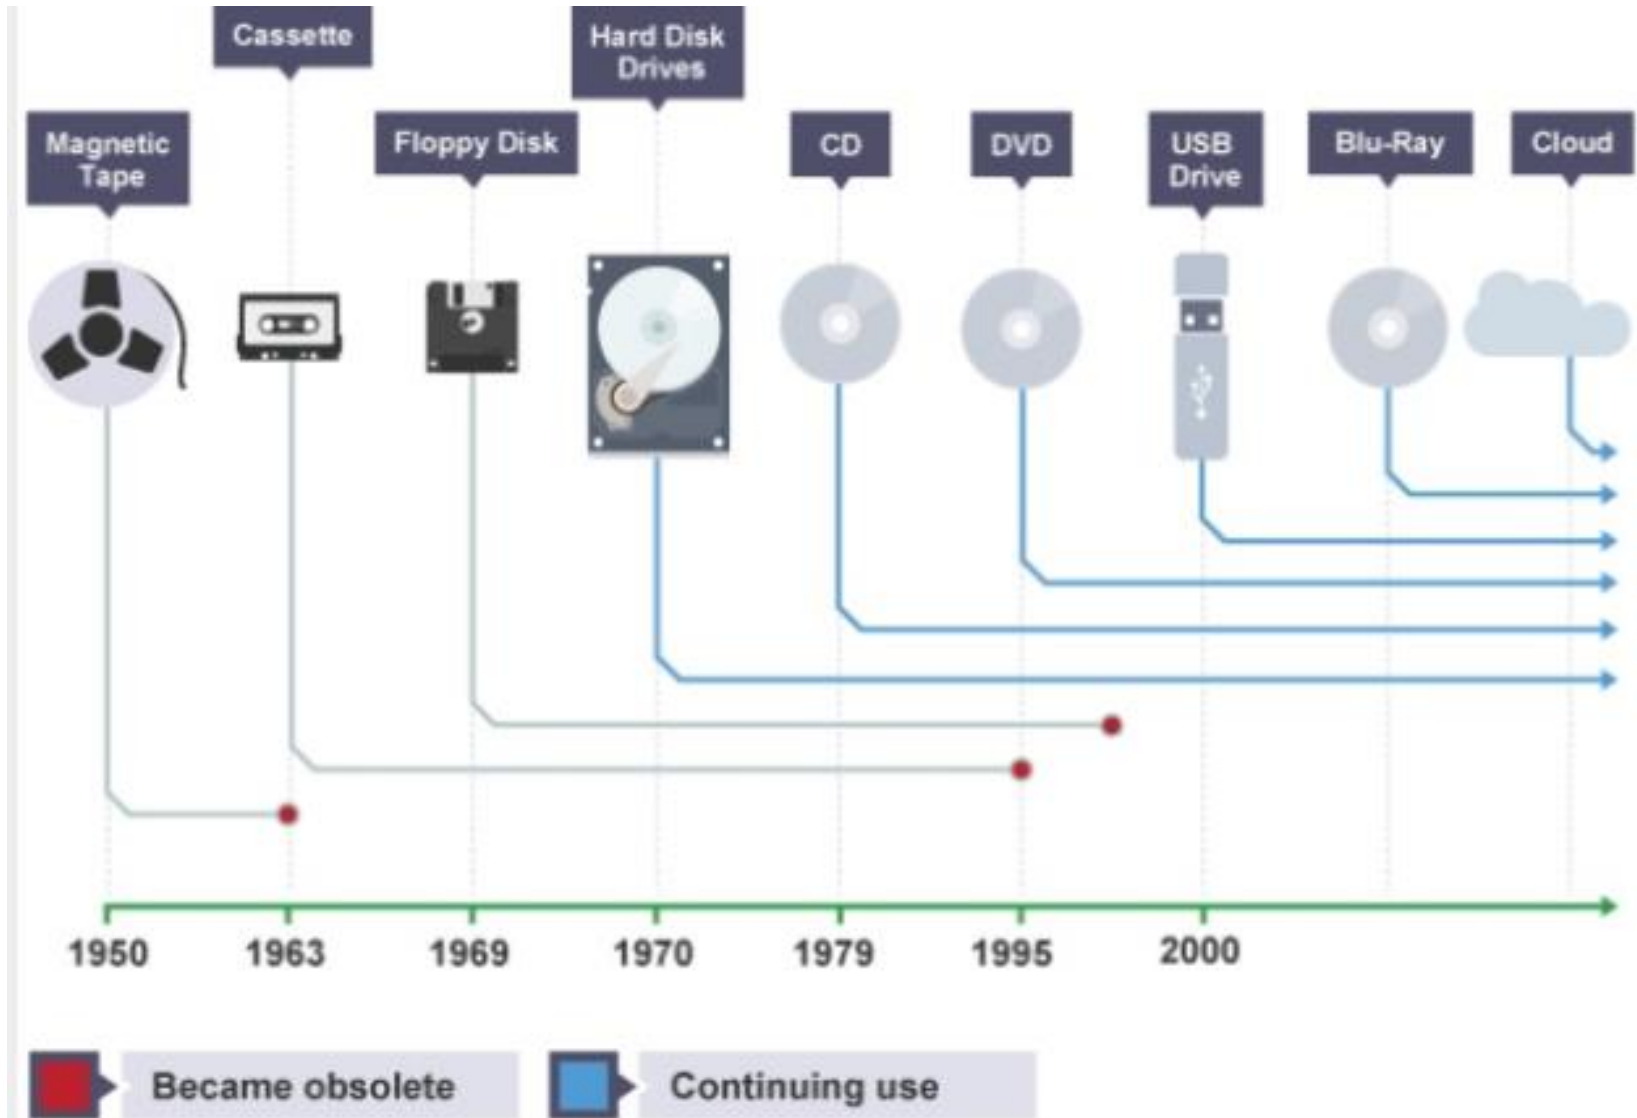 Cassette
Hard Disk
Drives
Magnetic
Tape
Floppy Disk
CD
DVD
USB
Drive
Blu-Ray
Cloud
1950
1963
1969
1970
1979
1995
2000
Became obsolete
Continuing use